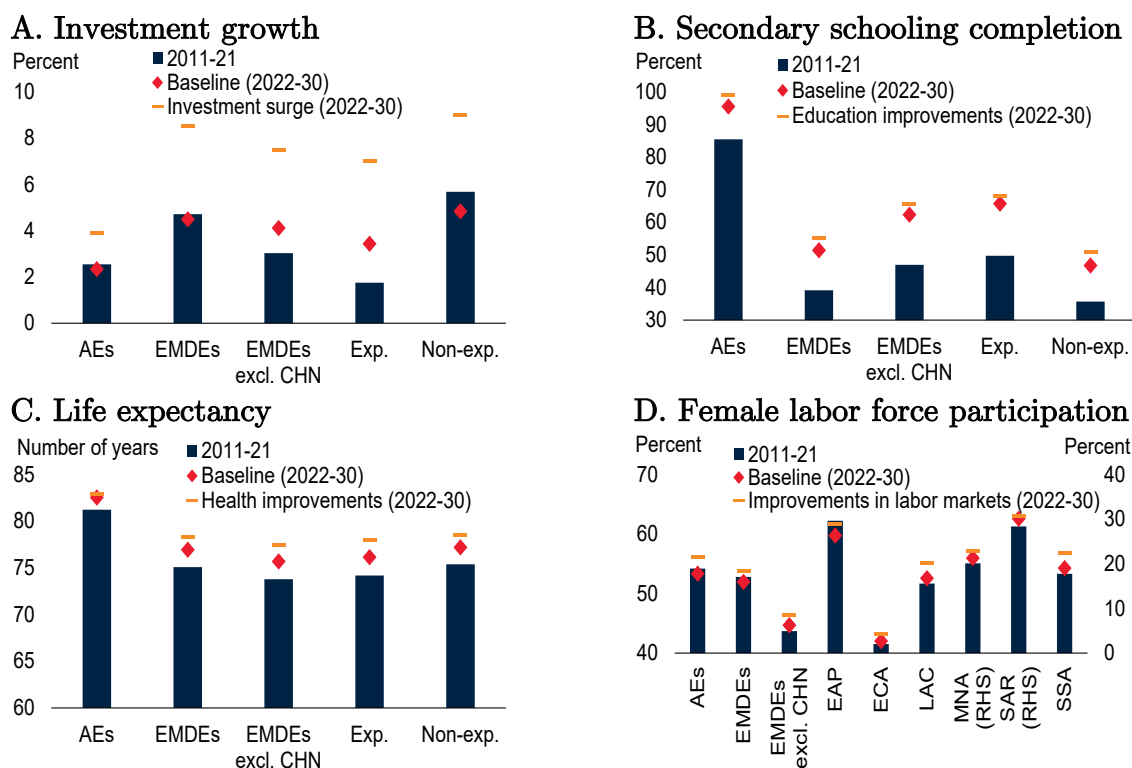 A. Investment growth
Percent
2011-21
Baseline (2022-30)
Investment surge (2022-30)
10
8
6
4
2
0
AEs
EMDEs
EMDEs
excl. CHN
Exp.
Non-exp.
B. Secondary schooling completion
Percent
2011-21
Baseline (2022-30)
Education improvements (2022-30)
100
90
80
70
60
50
40
30
AEs
EMDEs
EMDEs
excl. CHN
Exp.
Non-exp.
C. Life expectancy
Number of years
2011-21
Baseline (2022-30)
Health improvements (2022-30)
85
80
75
70
65
60
AEs
EMDEs
EMDEs
excl. CHN
Exp.
Non-exp.
D. Female labor force participation
Percent
Percent
2011-21
Baseline (2022-30)
Improvements in labor markets (2022-30)
70
60
50
40
40
30
20
10
0
AEs
EMDEs
EMDEs
excl. CHN
EAP
ECA
LAC
MNA
(RHS)
SAR
(RHS)
SSA